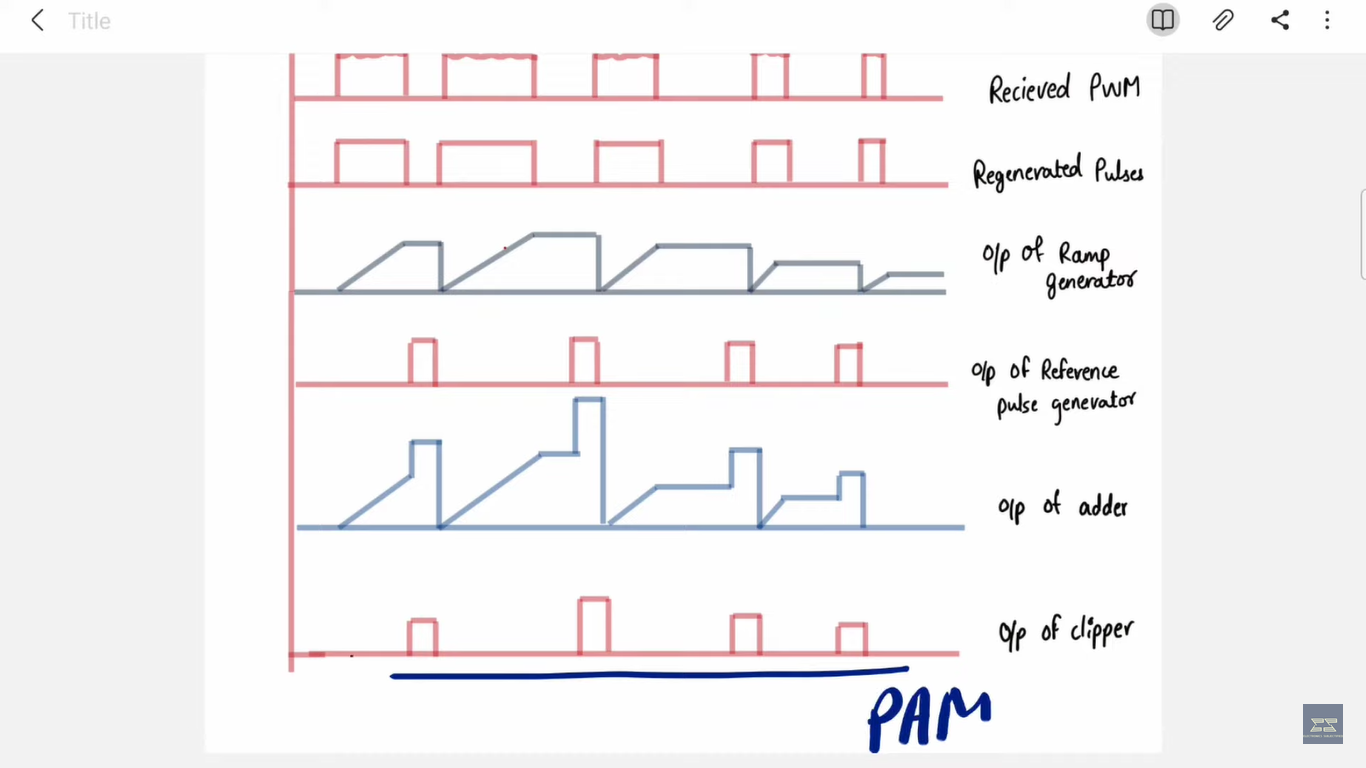 Title
Recieved PWM
Regenerated Pulses
O/p of Ramp
generator
O/p of Reference
pulse generator
O/p of adder
O/p of clipper
PAM